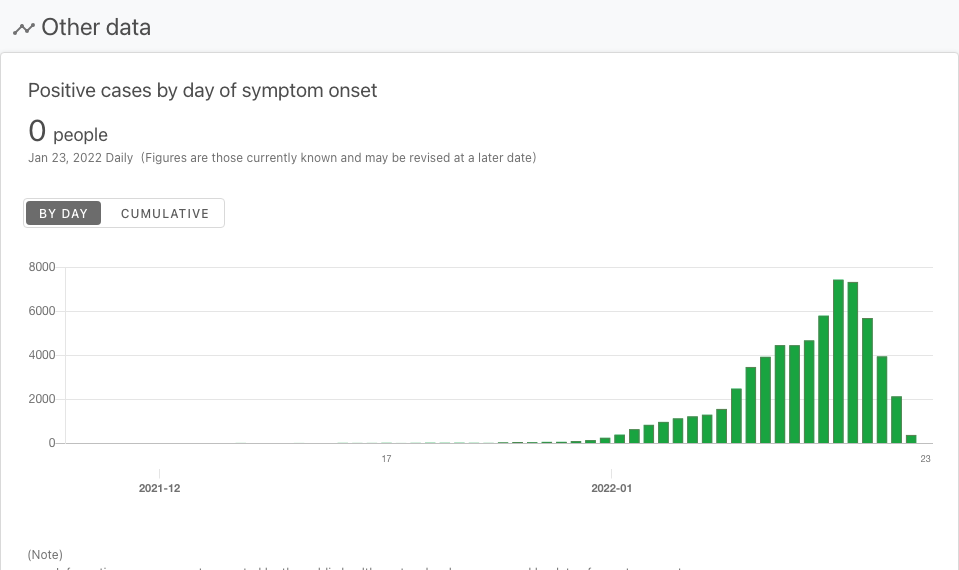 Other data
Positive cases by day of symptom onset
0 people
Jan 23, 2022 Daily (Figures are those currently known and may be revised at a later date)
BY DAY CUMULATIVE
8000
6000
4000
2000
0
17 23
2021-12 2022-01
(Note)